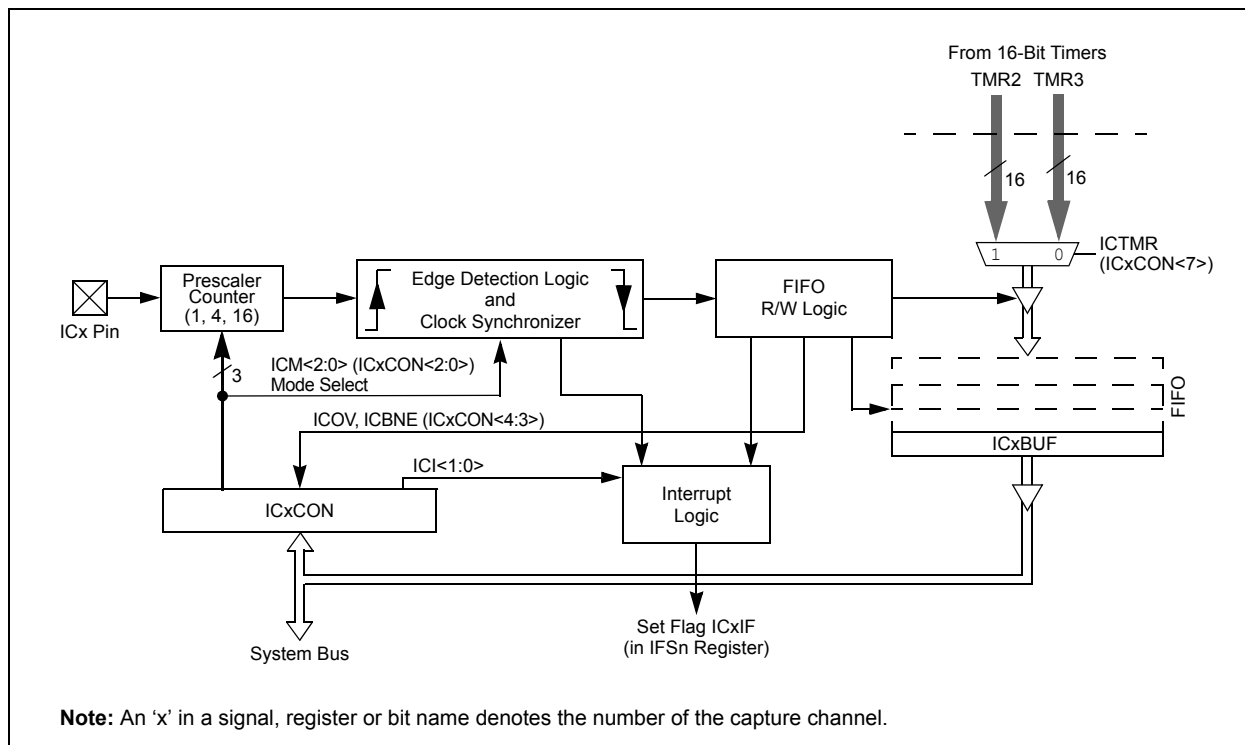 From 16-Bit Timers
TMR2 TMR3
16
16
1 0
ICTMR
(ICxCON<7>)
Prescaler
Counter
(1, 4, 16)
Edge Detection Logic
and
Clock Synchronizer
FIFO
R/W Logic
ICx Pin
3
ICM<2:0> (ICxCON<2:0>)
Mode Select
FIFO
ICOV, ICBNE (ICxCON<4:3>)
ICxBUF
ICI<1:0>
ICxCON
Interrupt
Logic
System Bus
Set Flag ICxIF
(in IFSn Register)
Note: An ‘x’ in a signal, register or bit name denotes the number of the capture channel.